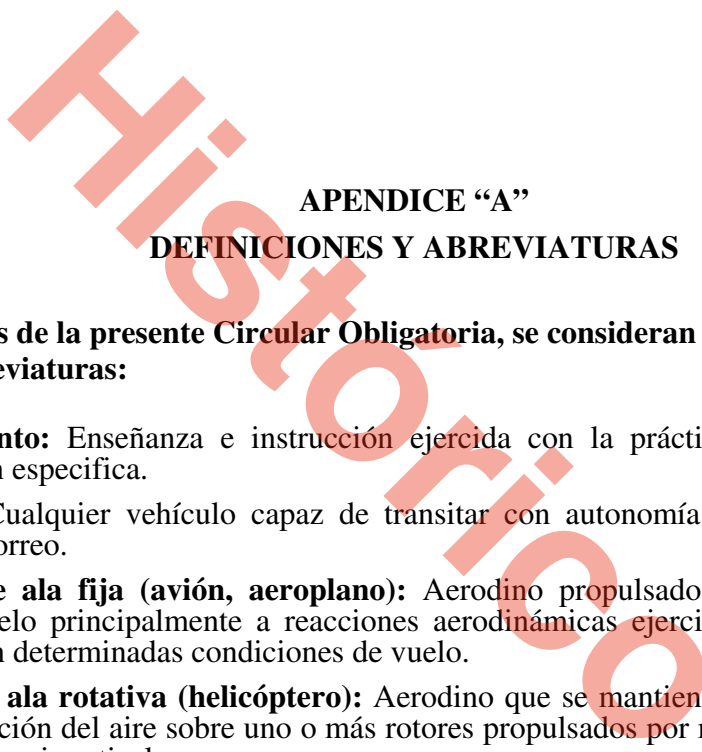 APENDICE “A”
DEFINICIONES Y ABREVIATURAS
s de la presente Circular Obligatoria, se consideran
eviaturas:
nto: Enseñanza e instrucción ejercida con la prácti
n especifica.
Cualquier vehículo capaz de transitar con autonomía
orreo.
e ala fija (avión, aeroplano): Aerodino propulsado
elo principalmente a reacciones aerodinámicas ejerci
n determinadas condiciones de vuelo.
ala rotativa (helicóptero): Aerodino que se mantien
ción del aire sobre uno o más rotores propulsados por
Histórico